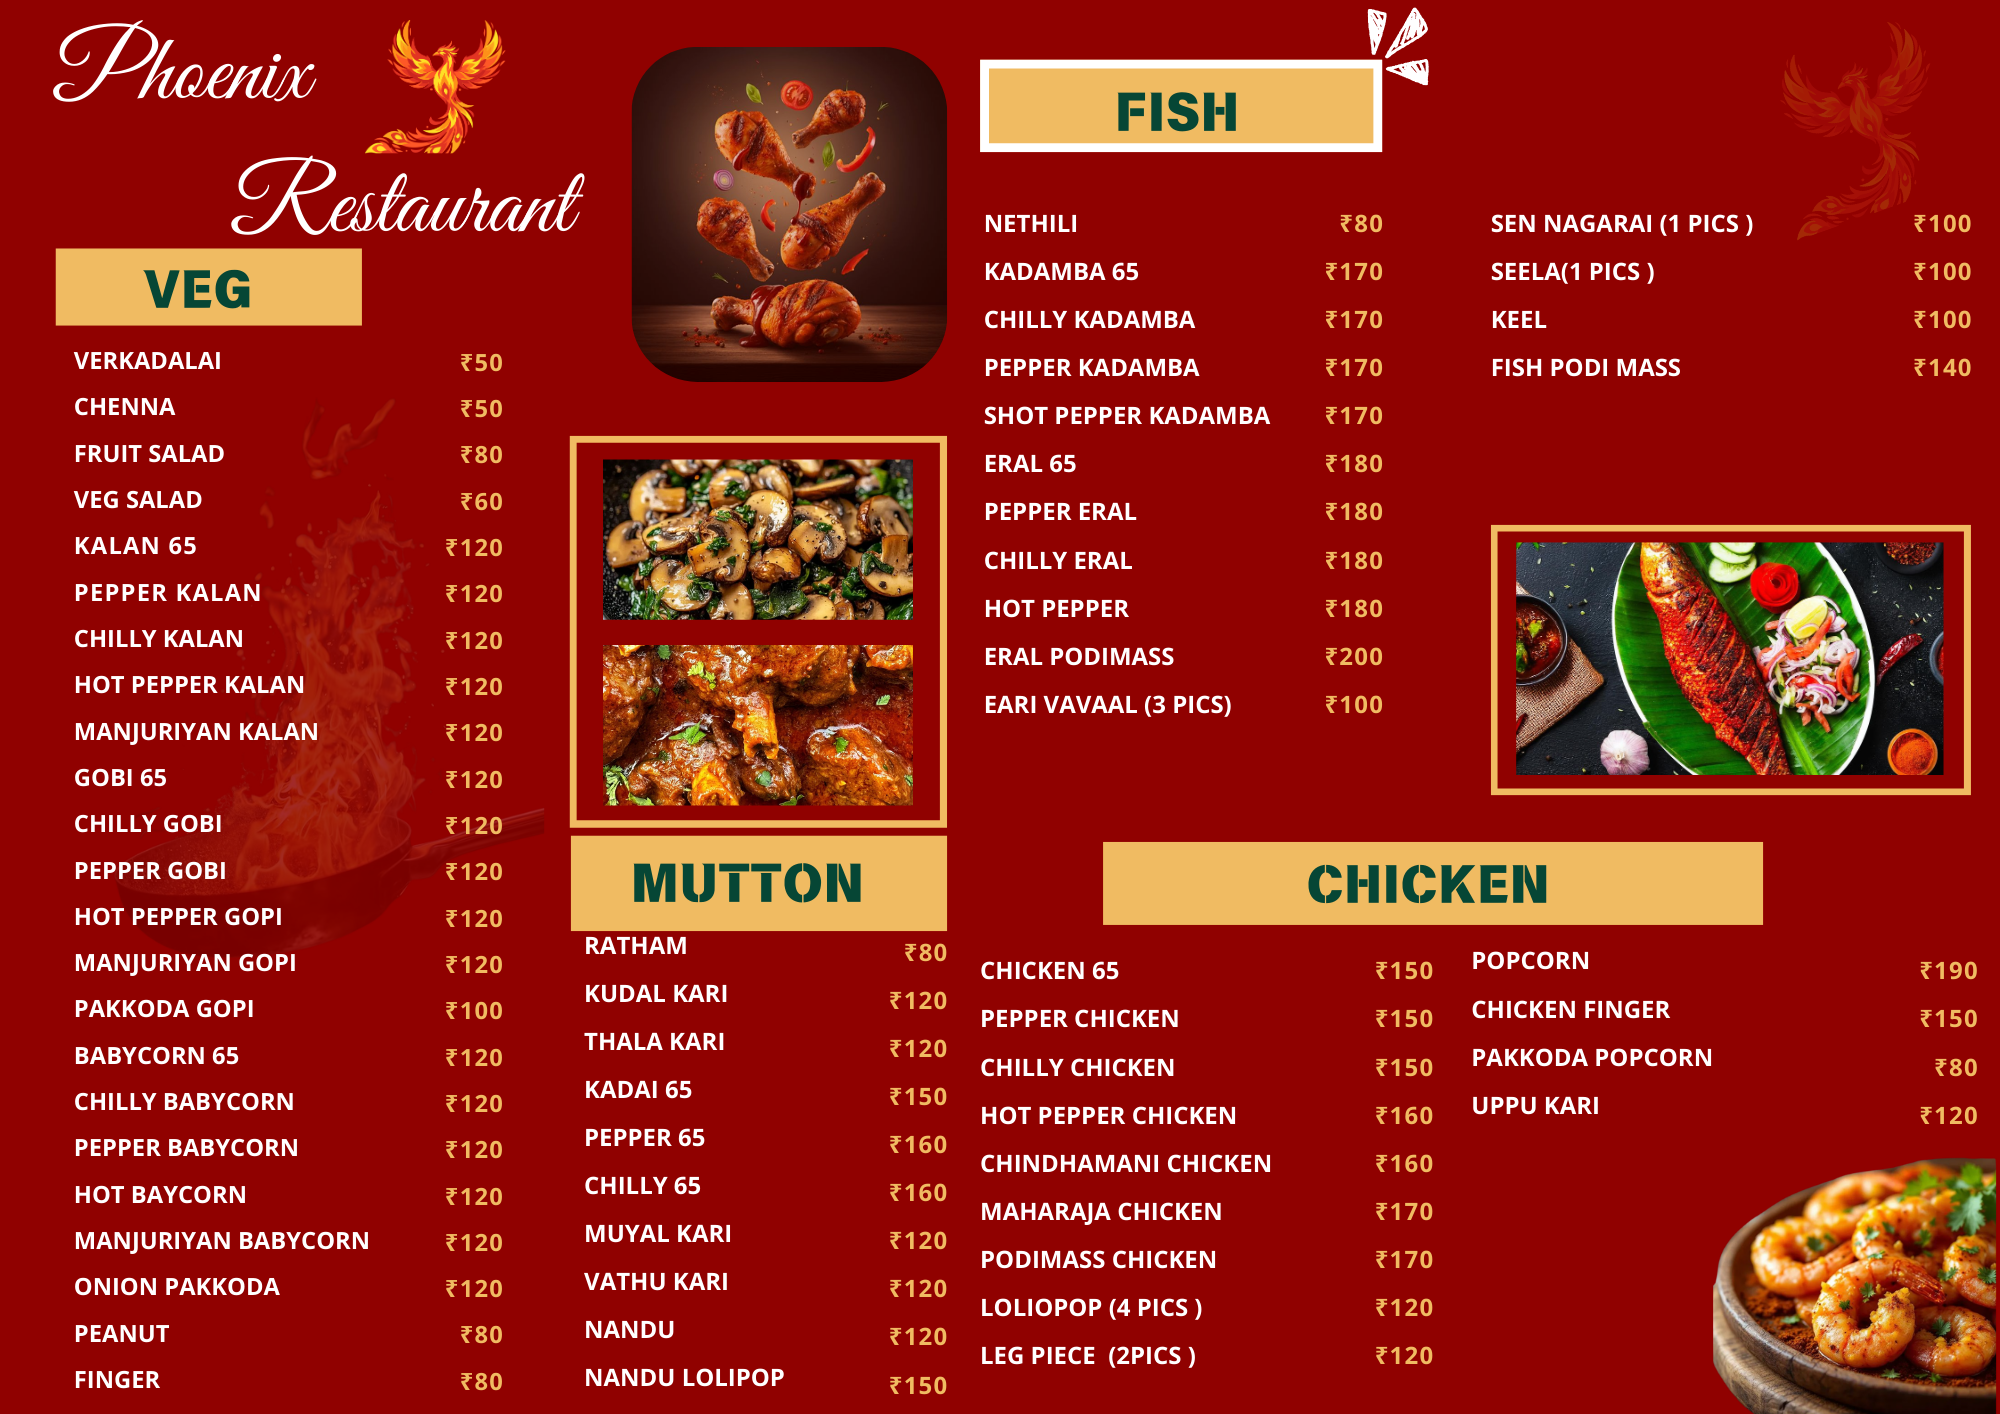 Phoenix
Restaurant
VEG
VERKADALAI ₹50
CHENNA ₹50
FRUIT SALAD ₹80
VEG SALAD ₹60
KALAN 65 ₹120
PEPPER KALAN ₹120
CHILLY KALAN ₹120
HOT PEPPER KALAN ₹120
MANJURIYAN KALAN ₹120
GOBI 65 ₹120
CHILLY GOBI ₹120
PEPPER GOBI ₹120
HOT PEPPER GOPI ₹120
MANJURIYAN GOPI ₹120
PAKKODA GOPI ₹100
BABYCORN 65 ₹120
CHILLY BABYCORN ₹120
PEPPER BABYCORN ₹120
HOT BAYCORN ₹120
MANJURIYAN BABYCORN ₹120
ONION PAKKODA ₹120
PEANUT ₹80
FINGER ₹80
MUTTON
RATHAM ₹80
KUDAL KARI ₹120
THALA KARI ₹120
KADAI 65 ₹150
PEPPER 65 ₹160
CHILLY 65 ₹160
MUYAL KARI ₹120
VATHU KARI ₹120
NANDU ₹120
NANDU LOLIPOP ₹150
FISH
NETHILI ₹80
KADAMBA 65 ₹170
CHILLY KADAMBA ₹170
PEPPER KADAMBA ₹170
SHOT PEPPER KADAMBA ₹170
ERAL 65 ₹180
PEPPER ERAL ₹180
CHILLY ERAL ₹180
HOT PEPPER ₹180
ERAL PODIMASS ₹200
EARI VAVAAL (3 PICS) ₹100
SEN NAGARAI (1 PICS ) ₹100
SEELA(1 PICS ) ₹100
KEEL ₹100
FISH PODI MASS ₹140
CHICKEN
CHICKEN 65 ₹150
PEPPER CHICKEN ₹150
CHILLY CHICKEN ₹150
HOT PEPPER CHICKEN ₹160
CHINDHAMANI CHICKEN ₹160
MAHARAJA CHICKEN ₹170
PODIMASS CHICKEN ₹170
LOLIOPOP (4 PICS ) ₹120
LEG PIECE (2PICS ) ₹120
POPCORN ₹190
CHICKEN FINGER ₹150
PAKKODA POPCORN ₹80
UPPU KARI ₹120